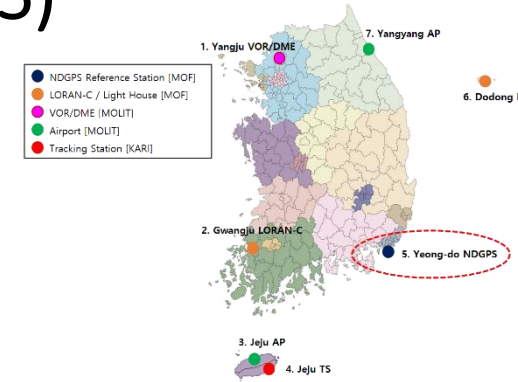 7. Yangyang AP
1. Yangju VOR/DME
NDGPS Reference Station [MOF]
LORAN-C / Light House [MOF]
VOR/DME [MOLIT]
Airport [MOLIT]
Tracking Station [KARI]
6. Dodong
2. Gwangju LORAN-C
5. Yeong-do NDGPS
3. Jeju AP
4. Jeju TS